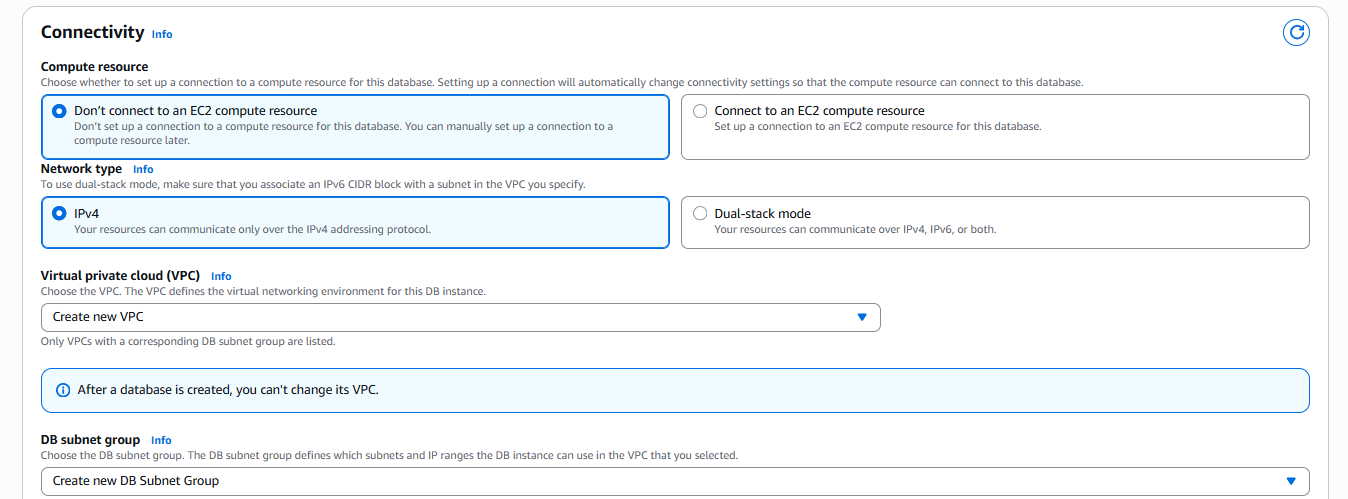 Connectivity Info
Compute resource
Choose whether to set up a connection to a compute resource for this database. Setting up a connection will automatically change connectivity settings so that the compute resource can connect to this database.
Don't connect to an EC2 compute resource
Don't set up a connection to a compute resource for this database. You can manually set up a connection to a
compute resource later.
Connect to an EC2 compute resource
Set up a connection to an EC2 compute resource for this database.
Network type Info
To use dual-stack mode, make sure that you associate an IPv6 CIDR block with a subnet in the VPC you specify.
IPv4
Your resources can communicate only over the IPv4 addressing protocol.
Dual-stack mode
Your resources can communicate over IPv4, IPv6, or both.
Virtual private cloud (VPC) Info
Choose the VPC. The VPC defines the virtual networking environment for this DB instance.
Create new VPC
Only VPCs with a corresponding DB subnet group are listed.
After a database is created, you can't change its VPC.
DB subnet group Info
Choose the DB subnet group. The DB subnet group defines which subnets and IP ranges the DB instance can use in the VPC that you selected.
Create new DB Subnet Group